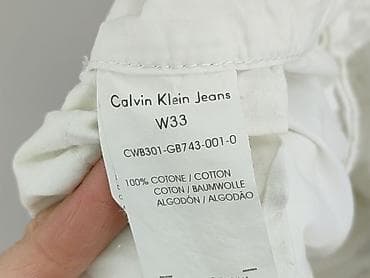 Calvin Klein Jeans
W33
CWB301-GB743-001-0
100% COTONE / COTTON
COTON / BAUMWOLLE
ALGODÓN / ALGODÃO